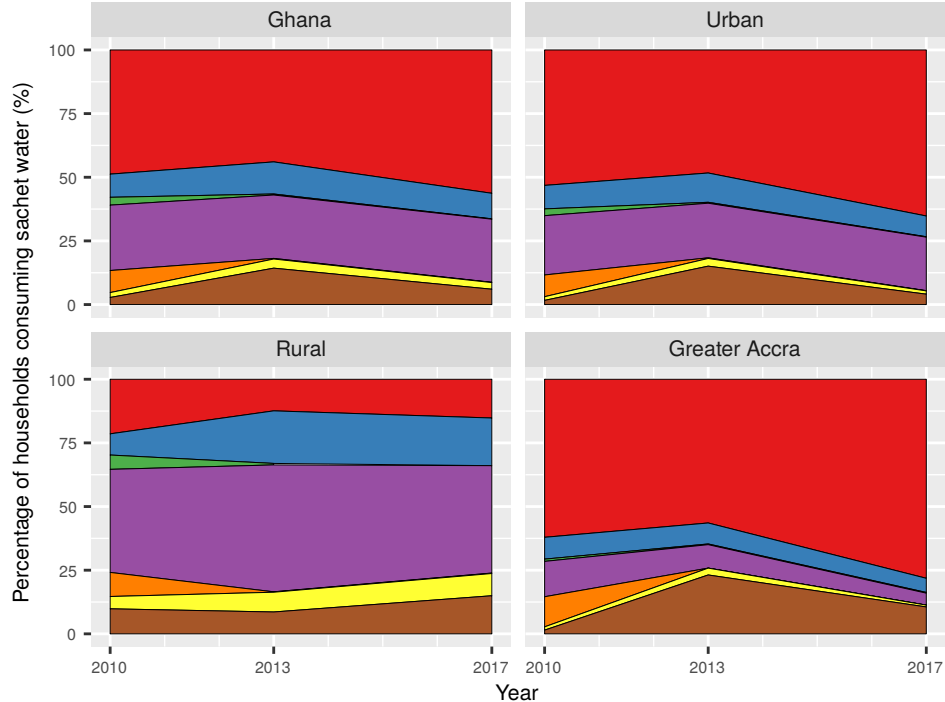 Ghana
Urban
100
75
50
25
0
Rural
Greater Accra
100
75
50
25
0
2010
2013
2017
2010
2013
2017
Year
Percentage of households consuming sachet water (%)